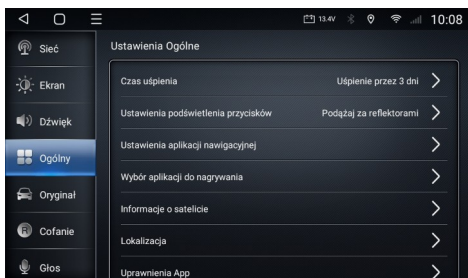 13.4V 10:08
Sieć
Ekran
Dźwięk
Ogólny
Oryginał
Cofanie
Głos
Ustawienia Ogólne
Czas uśpienia Uśpienie przez 3 dni
Ustawienia podświetlenia przycisków Podążaj za reflektorami
Ustawienia aplikacji nawigacyjnej
Wybór aplikacji do nagrywania
Informacje o satelicie
Lokalizacja
Uprawnienia App